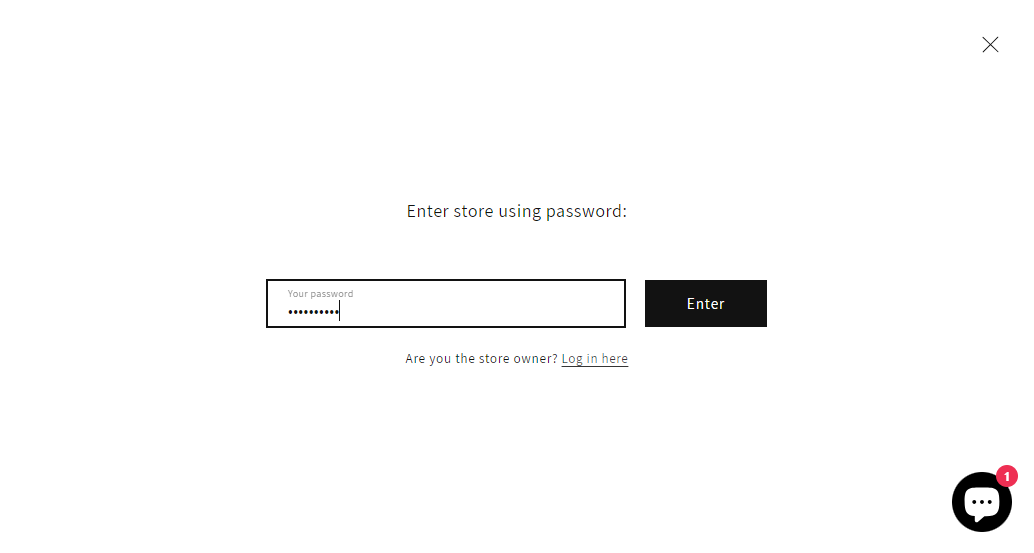 Enter store using password:
Your password
••••••••••
Enter
Are you the store owner? Log in here
1